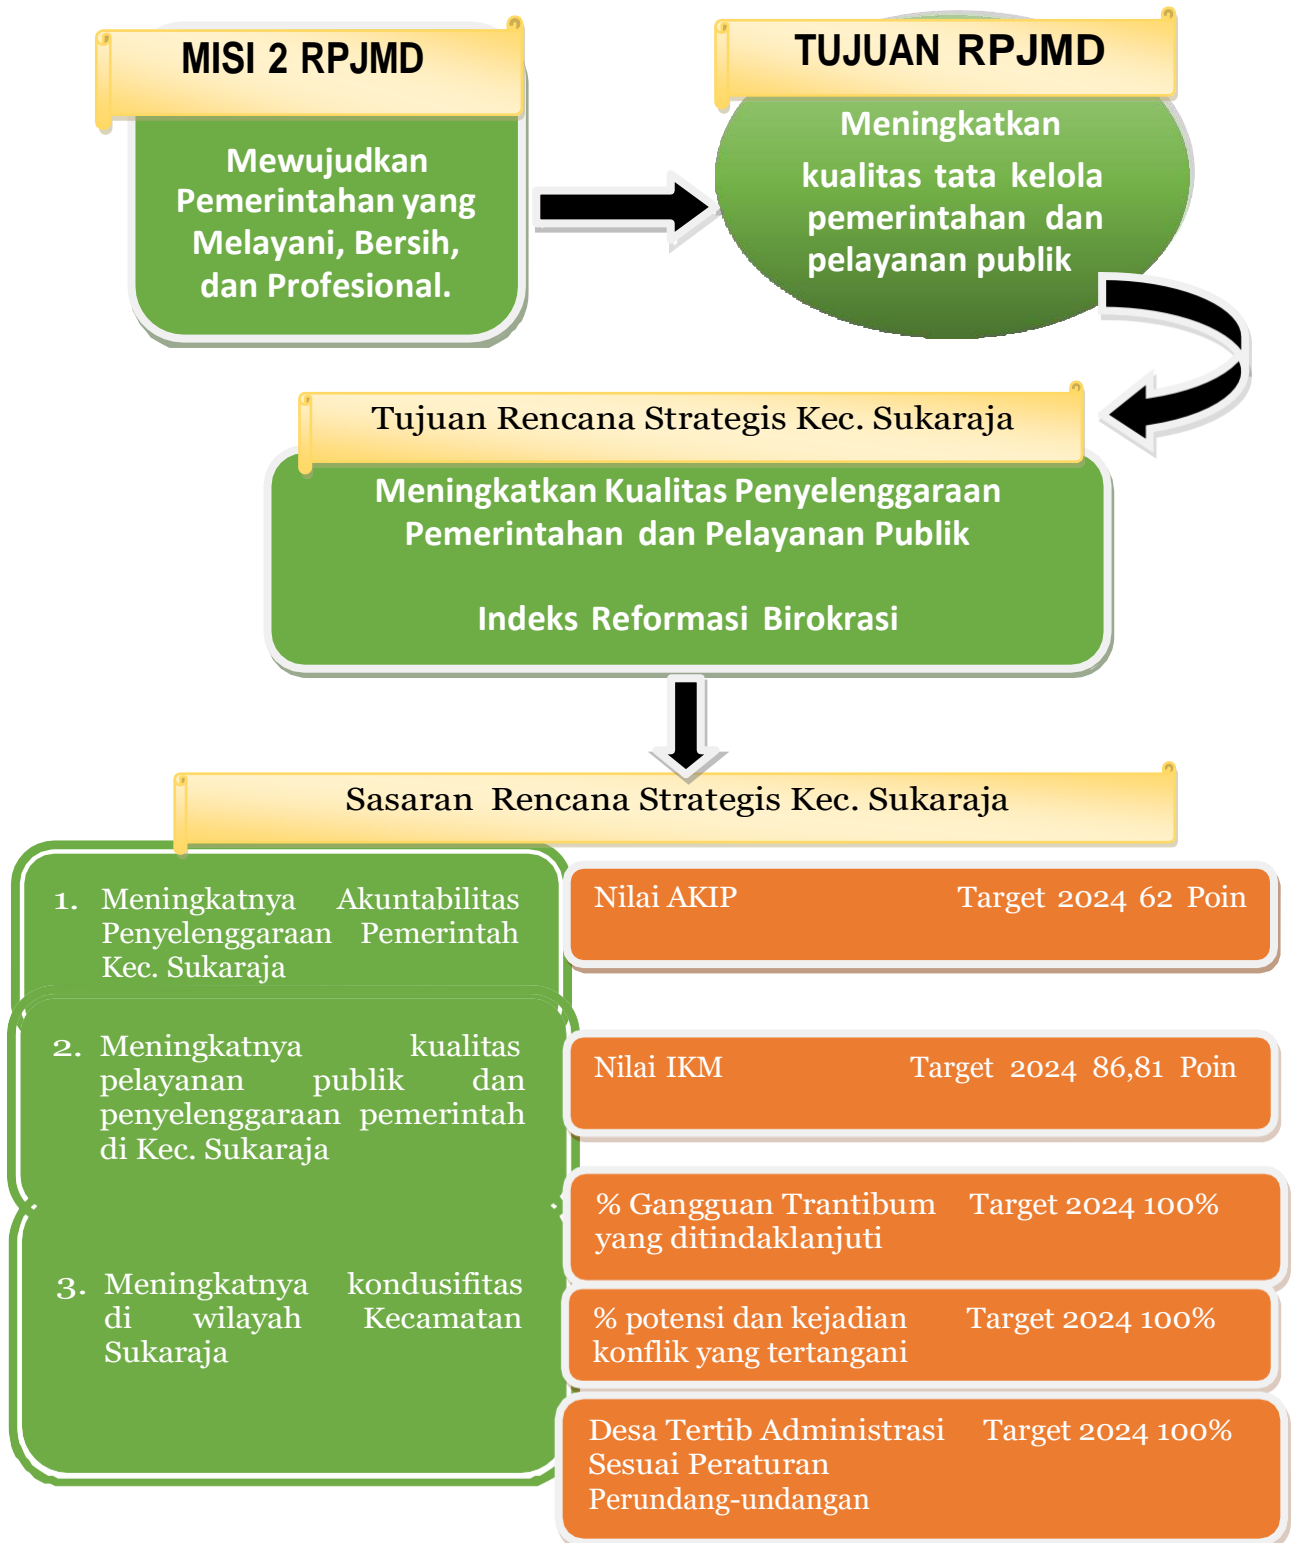 MISI 2 RPJMD
Mewujudkan
Pemerintahan yang
Melayani, Bersih,
dan Profesional.
TUJUAN RPJMD
Meningkatkan
kualitas tata kelola
pemerintahan dan
pelayanan publik
Tujuan Rencana Strategis Kec. Sukaraja
Meningkatkan Kualitas Penyelenggaraan
Pemerintahan dan Pelayanan Publik
Indeks Reformasi Birokrasi
Sasaran Rencana Strategis Kec. Sukaraja
1. Meningkatnya Akuntabilitas
Penyelenggaraan Pemerintah
Kec. Sukaraja
Nilai AKIP Target 2024 62 Poin
2. Meningkatnya kualitas
pelayanan publik dan
penyelenggaraan pemerintah
di Kec. Sukaraja
Nilai IKM Target 2024 86,81 Poin
3. Meningkatnya kondusifitas
di wilayah Kecamatan
Sukaraja
% Gangguan Trantibum Target 2024 100%
yang ditindaklanjuti
% potensi dan kejadian Target 2024 100%
konflik yang tertangani
Desa Tertib Administrasi Target 2024 100%
Sesuai Peraturan
Perundang-undangan